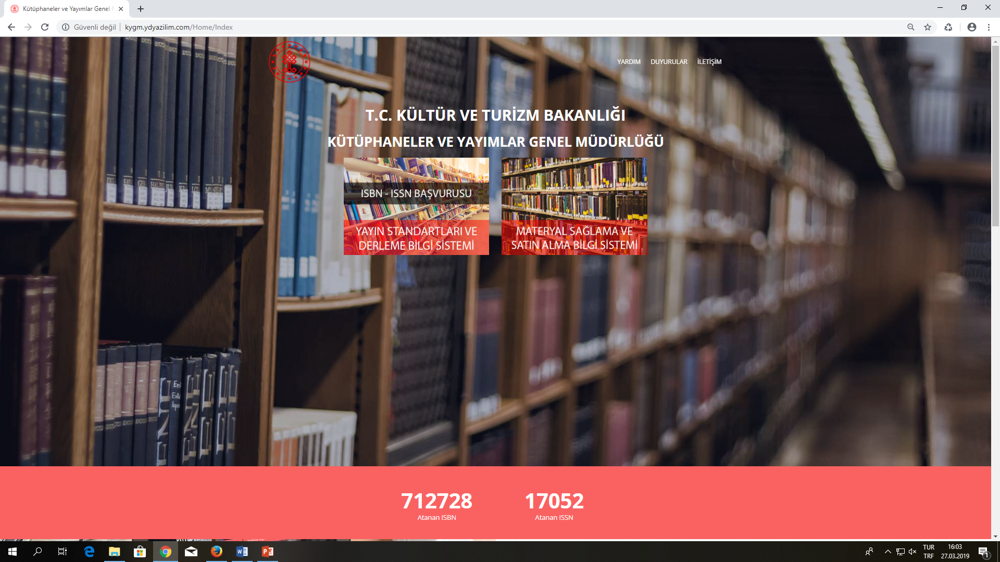 Kütüphaneler ve Yayımlar Genel
Güvenli değil
kygm.ydyazilim.com/Home/Index
YARDIM DUYURULAR İLETİŞİM
T.C. KÜLTÜR VE TURİZM BAKANLIĞI
KÜTÜPHANELER VE YAYIMLAR GENEL MÜDÜRLÜĞÜ
ISBN - ISSN BAŞVURUSU
YAYIN STANDARTLARI VE
DERLEME BİLGİ SİSTEMİ
MATERYAL SAĞLAMA VE
SATIN ALMA BİLGİ SİSTEMİ
712728
Atanan ISBN
17052
Atanan ISSN
TUR
TRF
16:03
27.03.2019
1